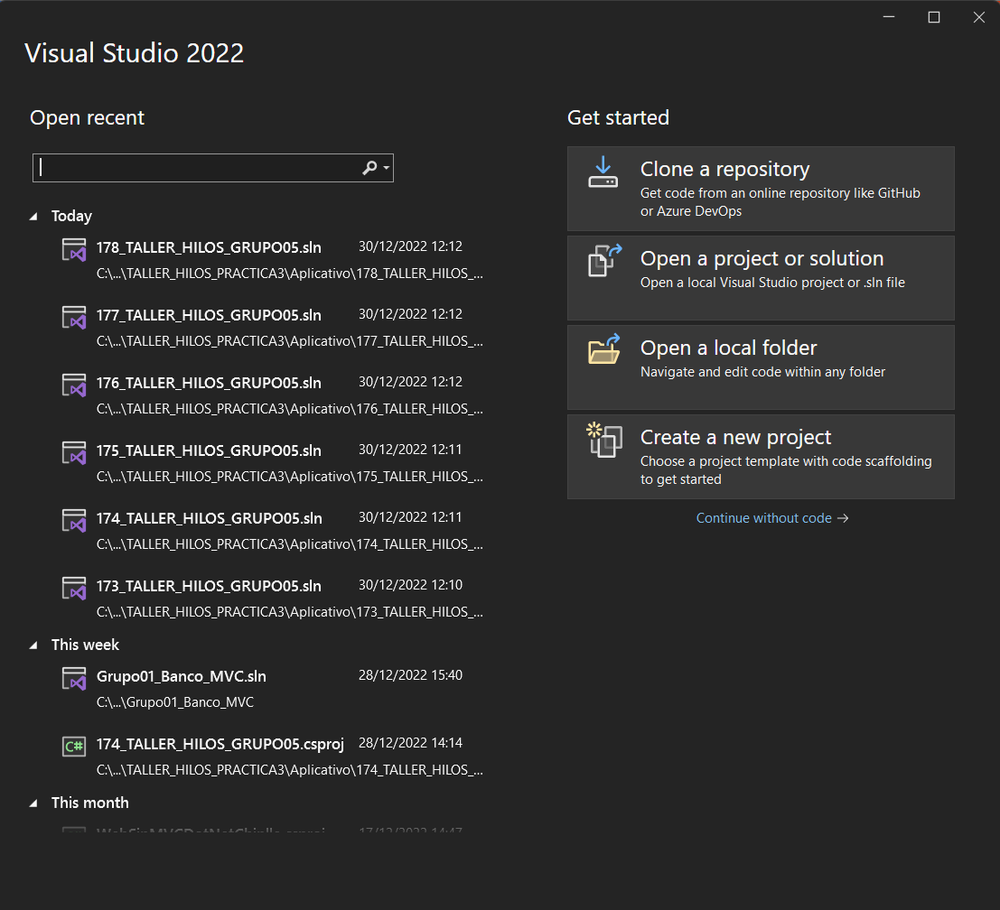 Visual Studio 2022
Open recent
Today
178_TALLER_HILOS_GRUPO05.sln 30/12/2022 12:12
C:\...\TALLER_HILOS_PRACTICA3\Aplicativo\178_TALLER_HILOS_...
177_TALLER_HILOS_GRUPO05.sln 30/12/2022 12:12
C:\...\TALLER_HILOS_PRACTICA3\Aplicativo\177_TALLER_HILOS_...
176_TALLER_HILOS_GRUPO05.sln 30/12/2022 12:12
C:\...\TALLER_HILOS_PRACTICA3\Aplicativo\176_TALLER_HILOS_...
175_TALLER_HILOS_GRUPO05.sln 30/12/2022 12:11
C:\...\TALLER_HILOS_PRACTICA3\Aplicativo\175_TALLER_HILOS_...
174_TALLER_HILOS_GRUPO05.sln 30/12/2022 12:11
C:\...\TALLER_HILOS_PRACTICA3\Aplicativo\174_TALLER_HILOS_...
173_TALLER_HILOS_GRUPO05.sln 30/12/2022 12:10
C:\...\TALLER_HILOS_PRACTICA3\Aplicativo\173_TALLER_HILOS_...
This week
Grupo01_Banco_MVC.sln 28/12/2022 15:40
C:\...\Grupo01_Banco_MVC
C# 174_TALLER_HILOS_GRUPO05.csproj 28/12/2022 14:14
C:\...\TALLER_HILOS_PRACTICA3\Aplicativo\174_TALLER_HILOS_...
This month
17/12/2022 14:47
Get started
Clone a repository
Get code from an online repository like GitHub
or Azure DevOps
Open a project or solution
Open a local Visual Studio project or .sln file
Open a local folder
Navigate and edit code within any folder
Create a new project
Choose a project template with code scaffolding
to get started
Continue without code →